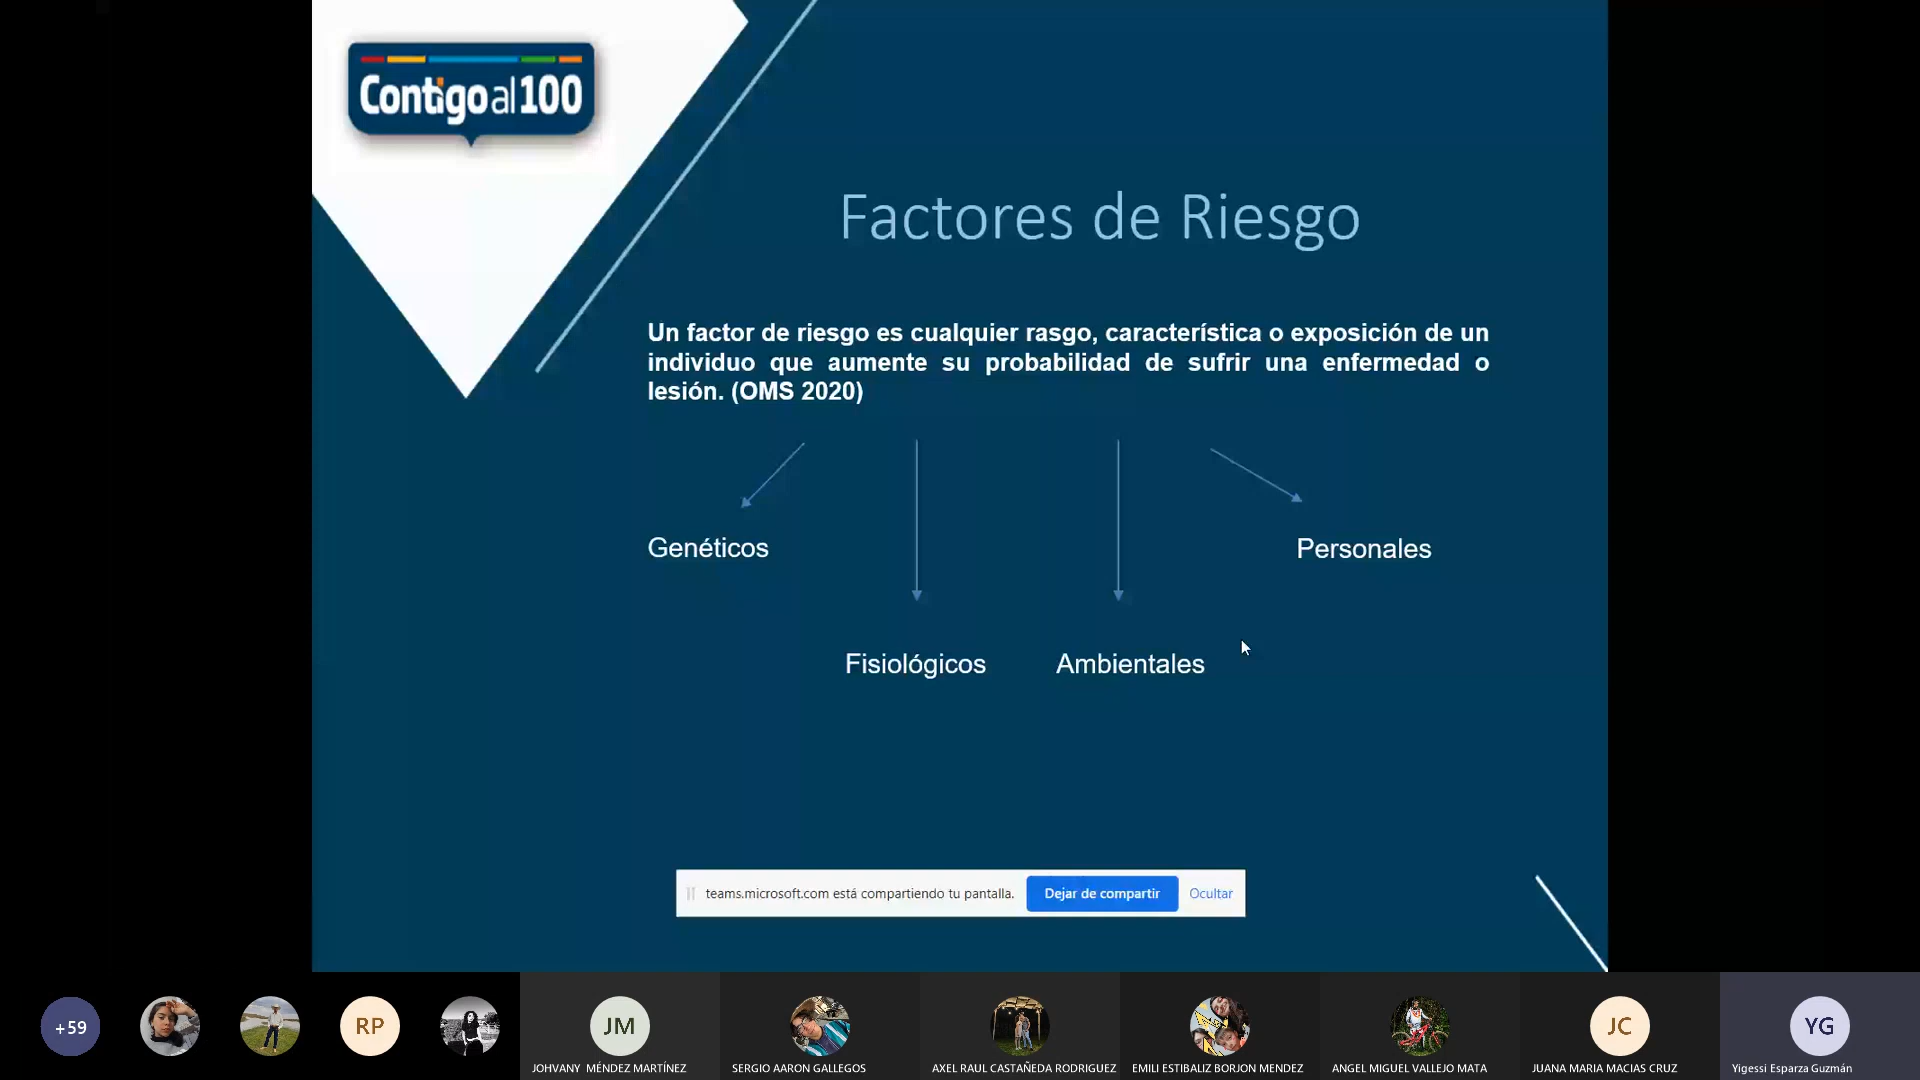 Contigo al 100
Factores de Riesgo
Un factor de riesgo es cualquier rasgo, característica o exposición de un
individuo que aumente su probabilidad de sufrir una enfermedad o
lesión. (OMS 2020)
Genéticos
Personales
Fisiológicos
Ambientales
teams.microsoft.com está compartiendo tu pantalla.
Dejar de compartir
Ocultar
+59
RP
JM
JC
YG
JOHVANY MÉNDEZ MARTÍNEZ
SERGIO AARON GALLEGOS
AXEL RAUL CASTAÑEDA RODRIGUEZ
EMILI ESTIBALIZ BORJON MENDEZ
ANGEL MIGUEL VALLEJO MATA
JUANA MARIA MACIAS CRUZ
Yigessi Esparza Guzmán